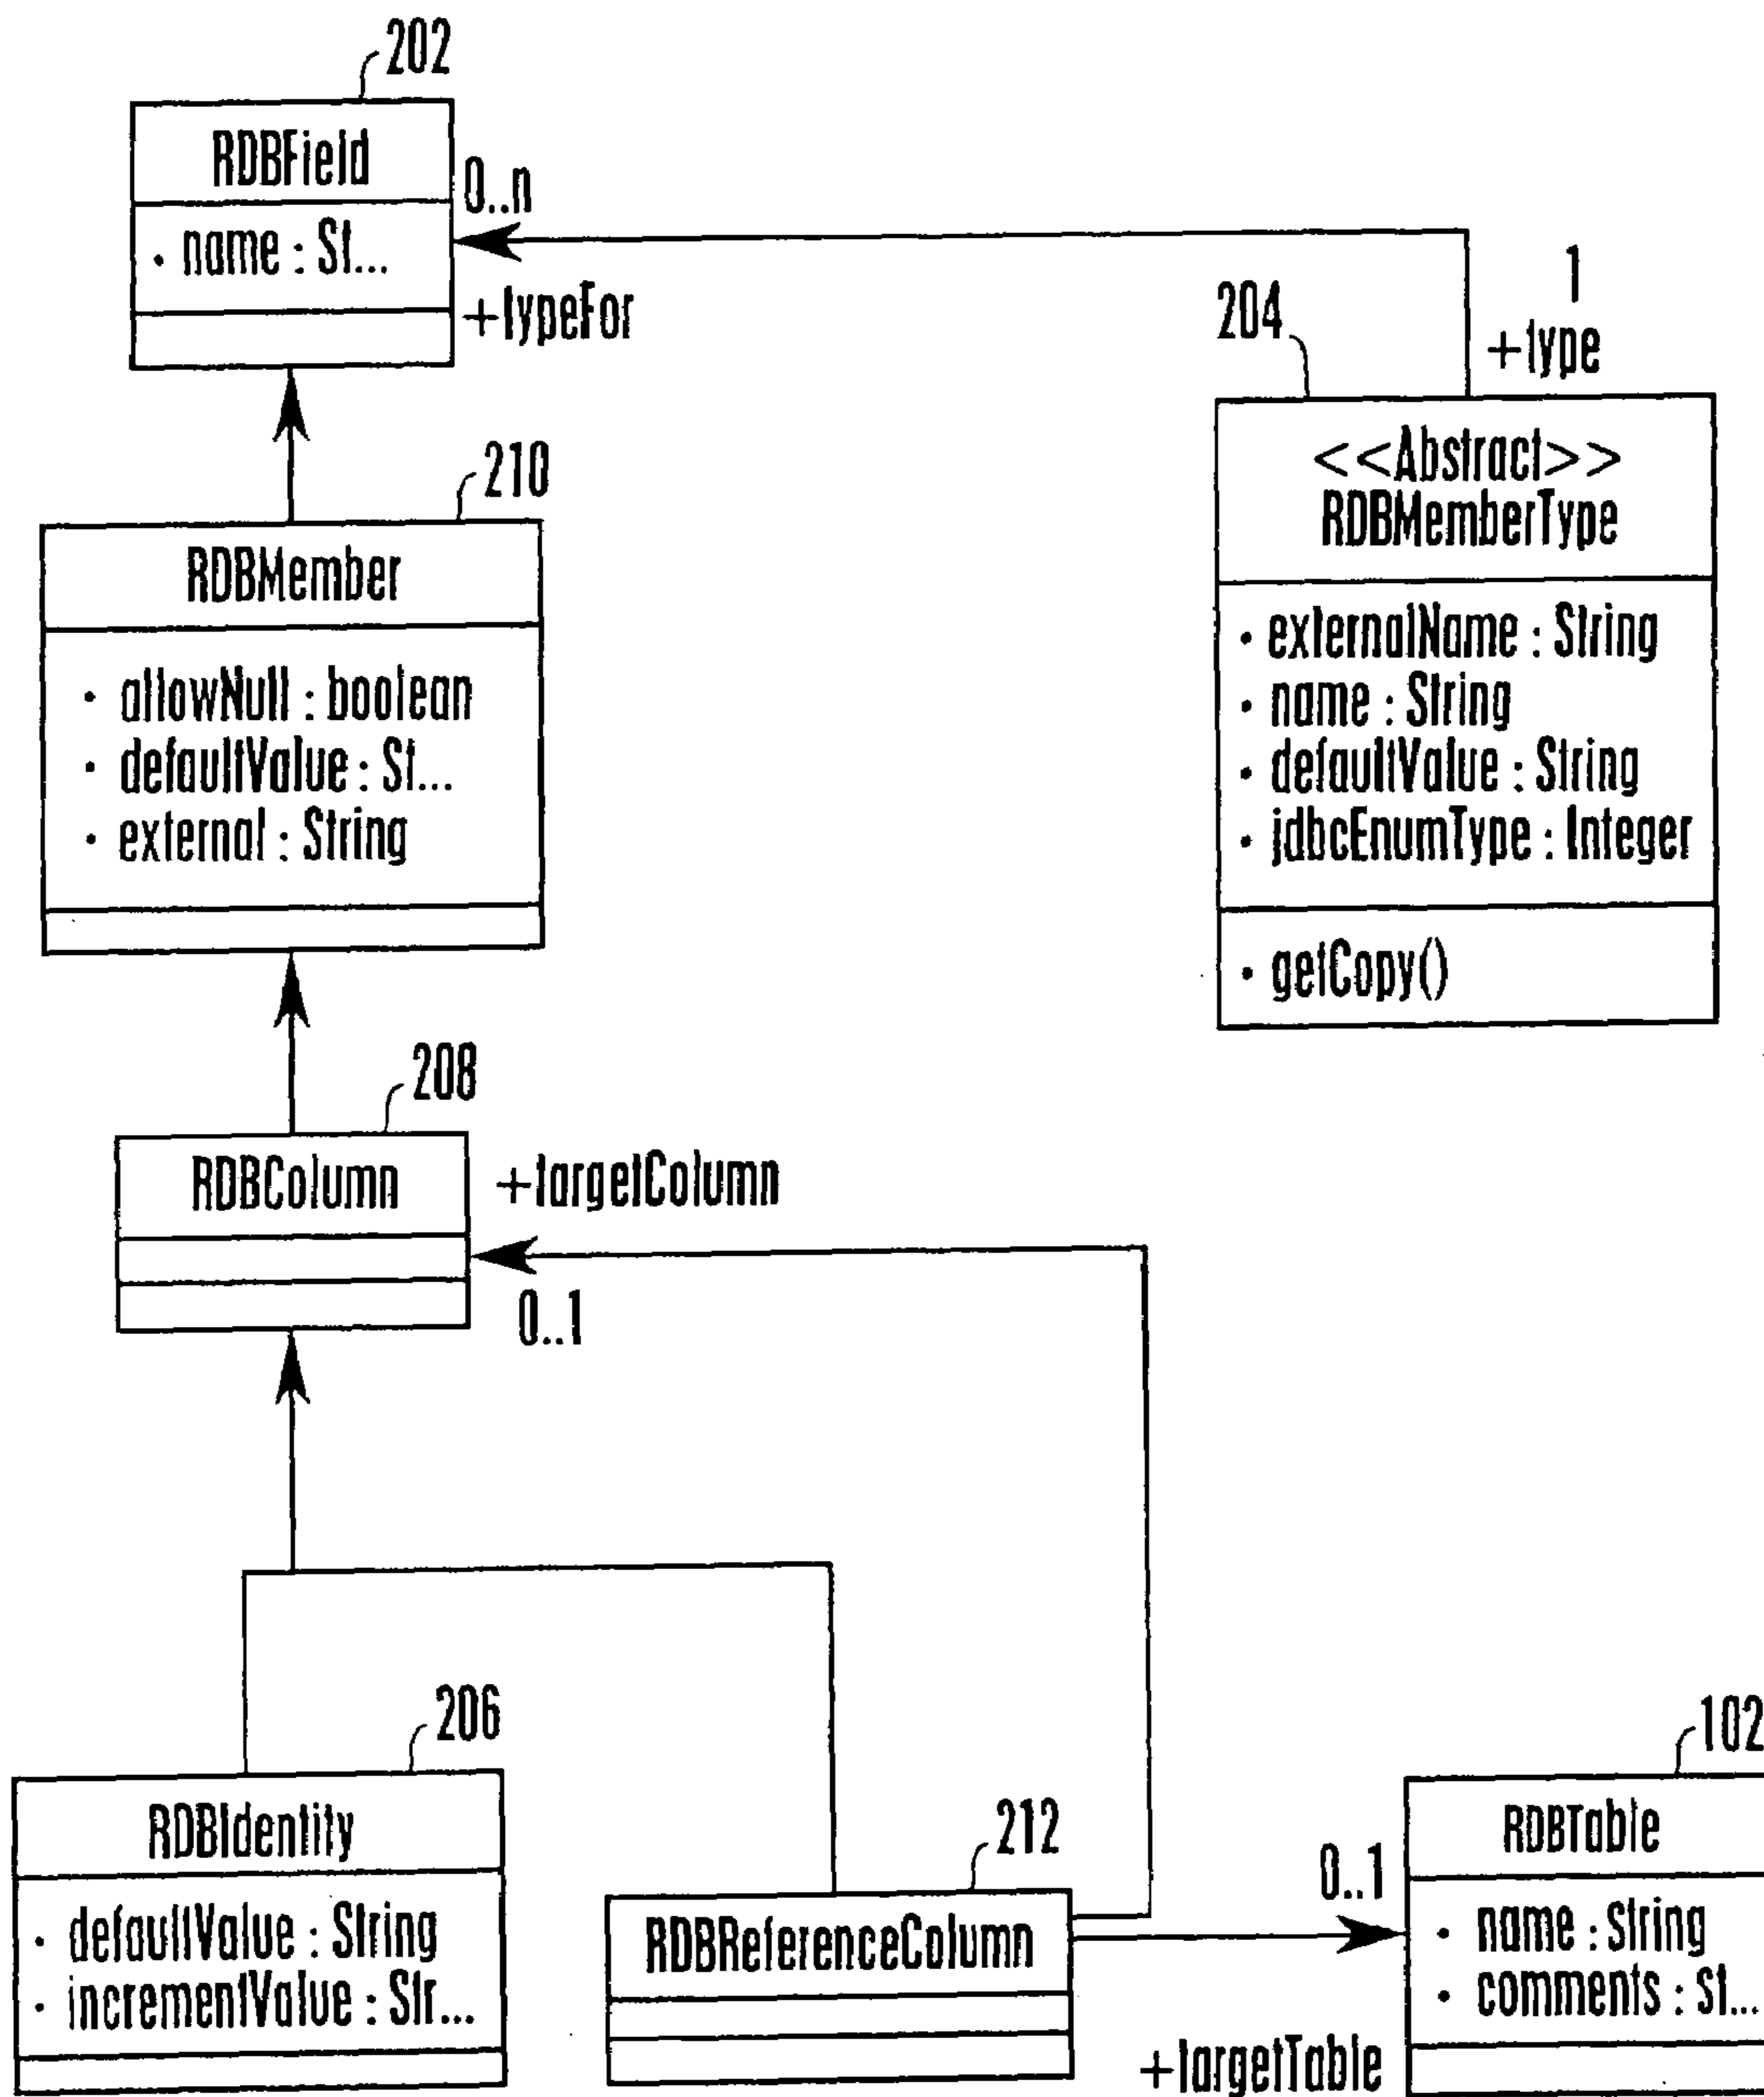 202
RDBField
• name : St...
0..n
+typeFor
204
1
+type
<<Abstract>>
RDBMemberType
• externalName : String
• name : String
• defaultValue : String
• jdbcEnumType : Integer
• getCopy()
210
RDBMember
• allowNull : boolean
• defaultValue : St...
• external : String
208
RDBColumn
+targetColumn
0..1
206
RDBIdentity
• defaultValue : String
• incrementValue : Str...
212
RDBReferenceColumn
0..1
+targetTable
102
RDBTable
• name : String
• comments : St...